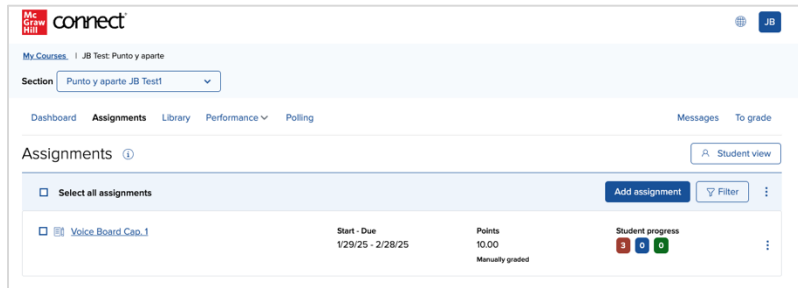 Mc
Graw
Hill
connect
JB
My Courses | JB Test: Punto y aparte
Section Punto y aparte JB Test1
Dashboard Assignments Library Performance Polling Messages To grade
Assignments Student view
Select all assignments Add assignment Filter
Voice Board Cap. 1
Start - Due
1/29/25 - 2/28/25
Points
10.00
Manually graded
Student progress
3 0 0